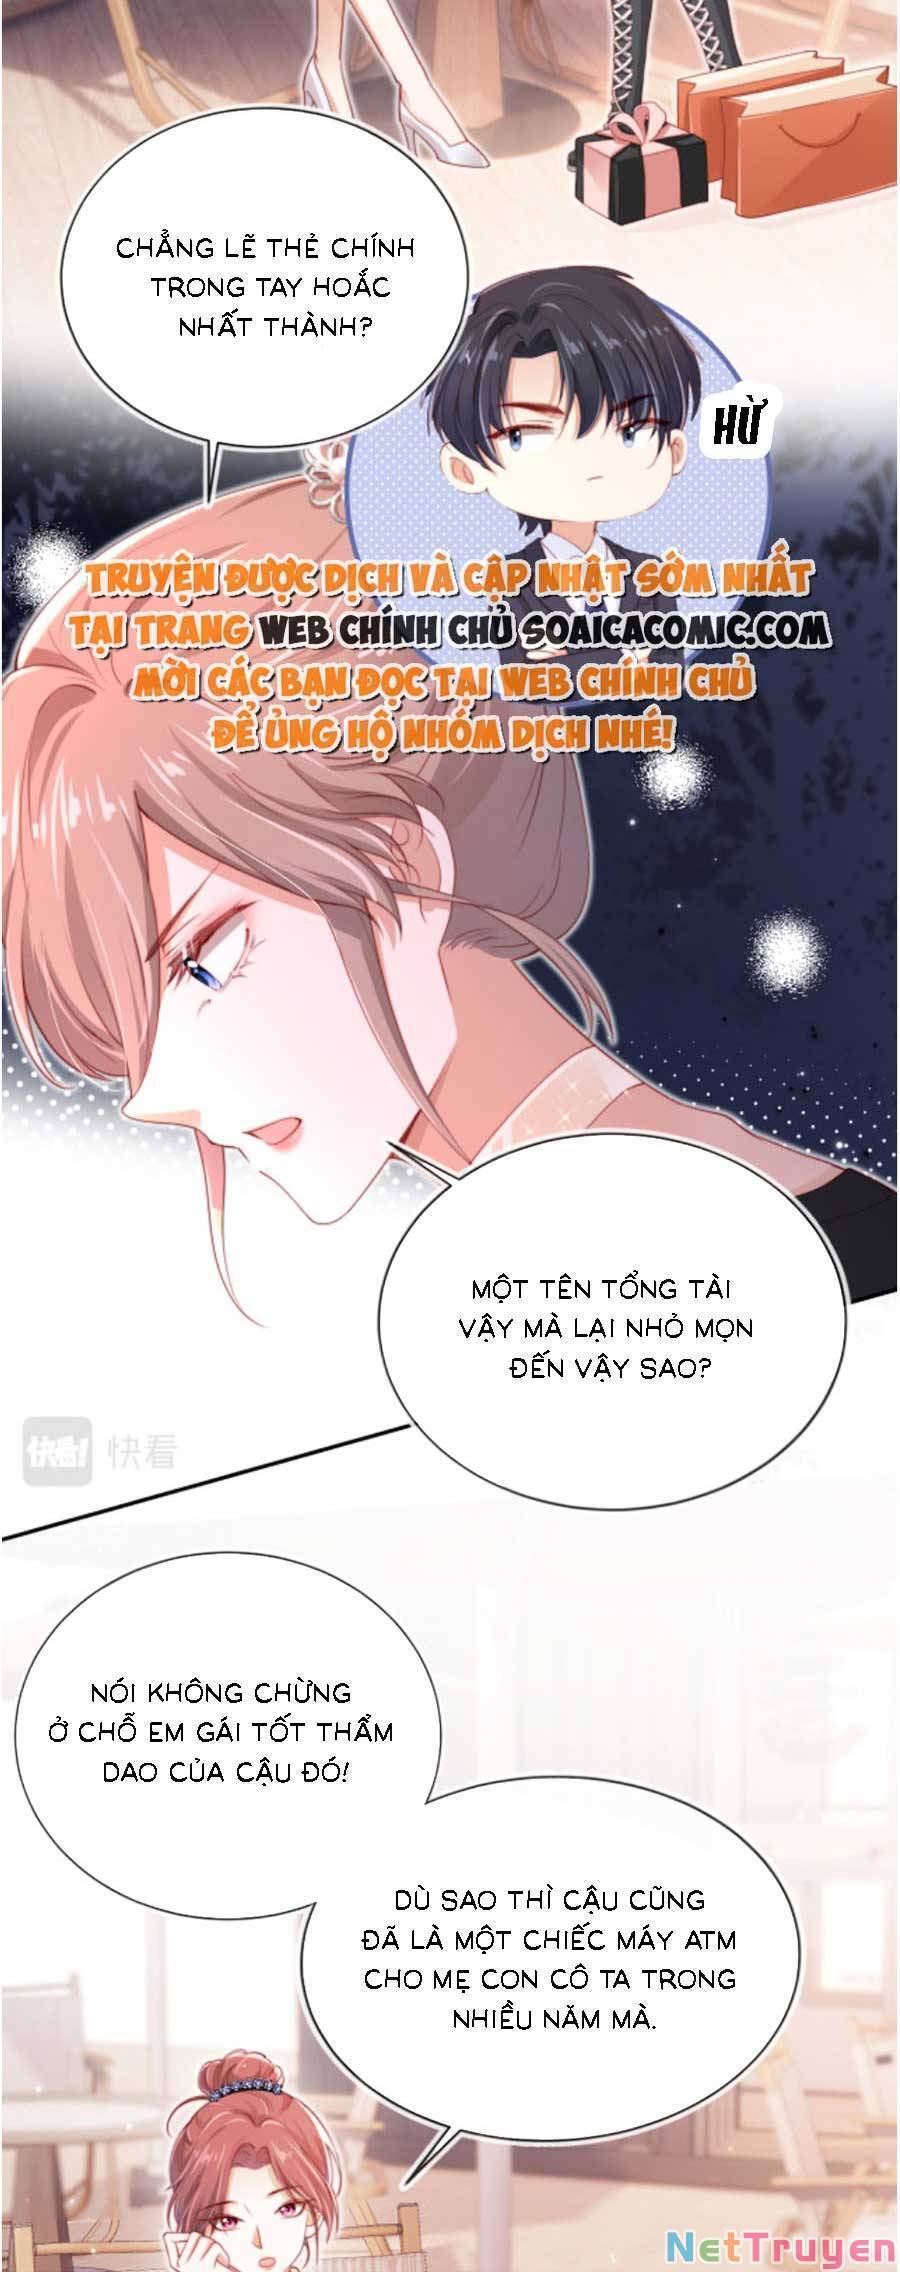 CHẲNG LẼ THẺ CHÍNH
TRONG TAY HOẮC
NHẤT THÀNH?
HỪ
TRUYỆN ĐƯỢC DỊCH VÀ CẬP NHẬT SỚM NHẤT
TẠI TRANG WEB CHÍNH CHỦ SOAICACOMIC.COM
MỜI CÁC BẠN ĐỌC TẠI WEB CHÍNH CHỦ
ĐỂ ỦNG HỘ NHÓM DỊCH NHÉ!
MỘT TÊN TỔNG TÀI
VẬY MÀ LẠI NHỎ MỌN
ĐẾN VẬY SAO?
快看! 快看
NÓI KHÔNG CHỪNG
Ở CHỖ EM GÁI TỐT THẨM
DAO CỦA CẬU ĐÓ!
DÙ SAO THÌ CẬU CŨNG
ĐÃ LÀ MỘT CHIẾC MÁY ATM
CHO MẸ CON CÔ TA TRONG
NHIỀU NĂM MÀ.
NetTruyen